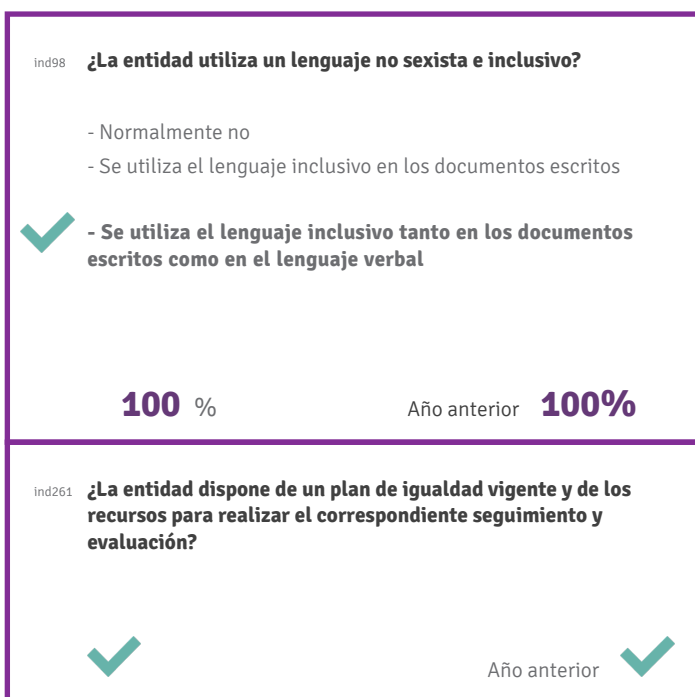 ind98 ¿La entidad utiliza un lenguaje no sexista e inclusivo?
- Normalmente no
- Se utiliza el lenguaje inclusivo en los documentos escritos
- Se utiliza el lenguaje inclusivo tanto en los documentos
escritos como en el lenguaje verbal
100 % Año anterior 100%
ind261 ¿La entidad dispone de un plan de igualdad vigente y de los
recursos para realizar el correspondiente seguimiento y
evaluación?
Año anterior